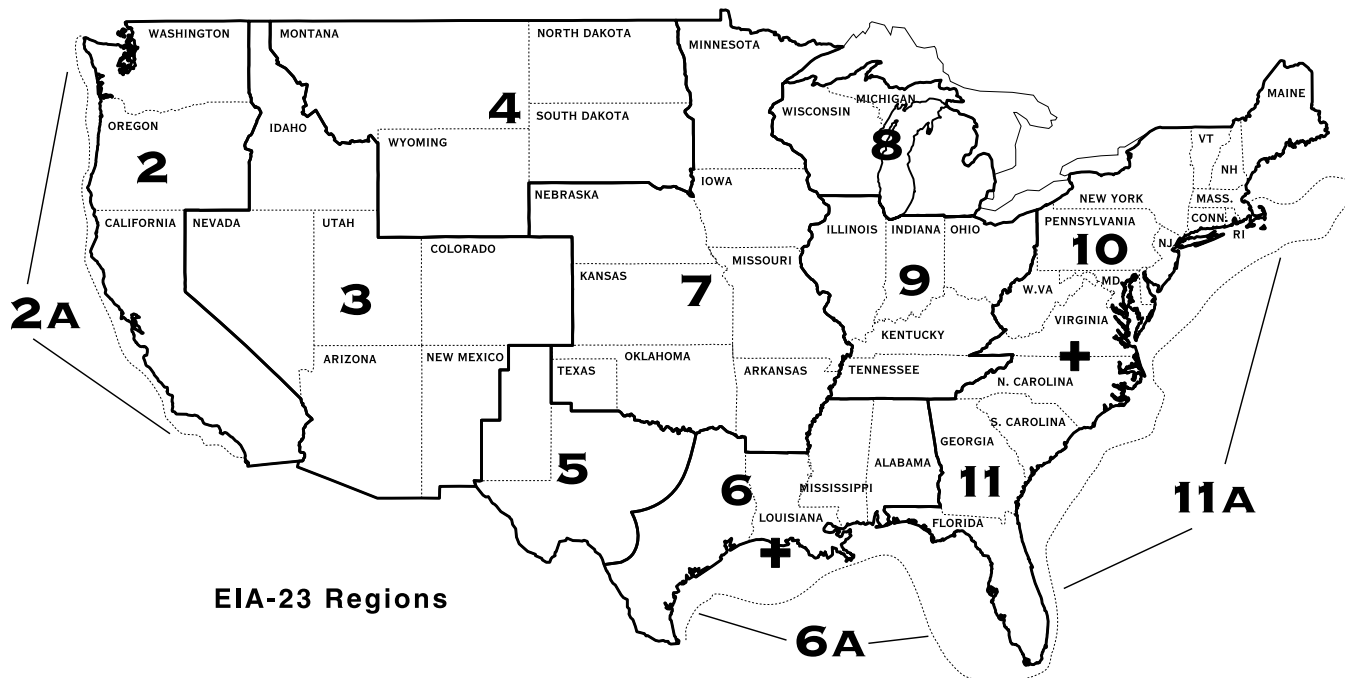 WASHINGTON
MONTANA
NORTH DAKOTA
MINNESOTA
MAINE
MICHIGAN
WISCONSIN
4
SOUTH DAKOTA
OREGON
IDAHO
WYOMING
8
VT
2
NH
IOWA
NEBRASKA
NEW YORK
MASS.
CALIFORNIA
NEVADA
UTAH
ILLINOIS
INDIANA
OHIO
PENNSYLVANIA
CONN.
RI
COLORADO
10
NJ
MISSOURI
KANSAS
9
W.VA
MD.
3
7
2A
VIRGINIA
KENTUCKY
+
ARIZONA
NEW MEXICO
OKLAHOMA
TEXAS
ARKANSAS
TENNESSEE
N. CAROLINA
S. CAROLINA
GEORGIA
ALABAMA
5
6
MISSISSIPPI
11
11A
LOUISIANA
FLORIDA
+
EIA-23 Regions
6A